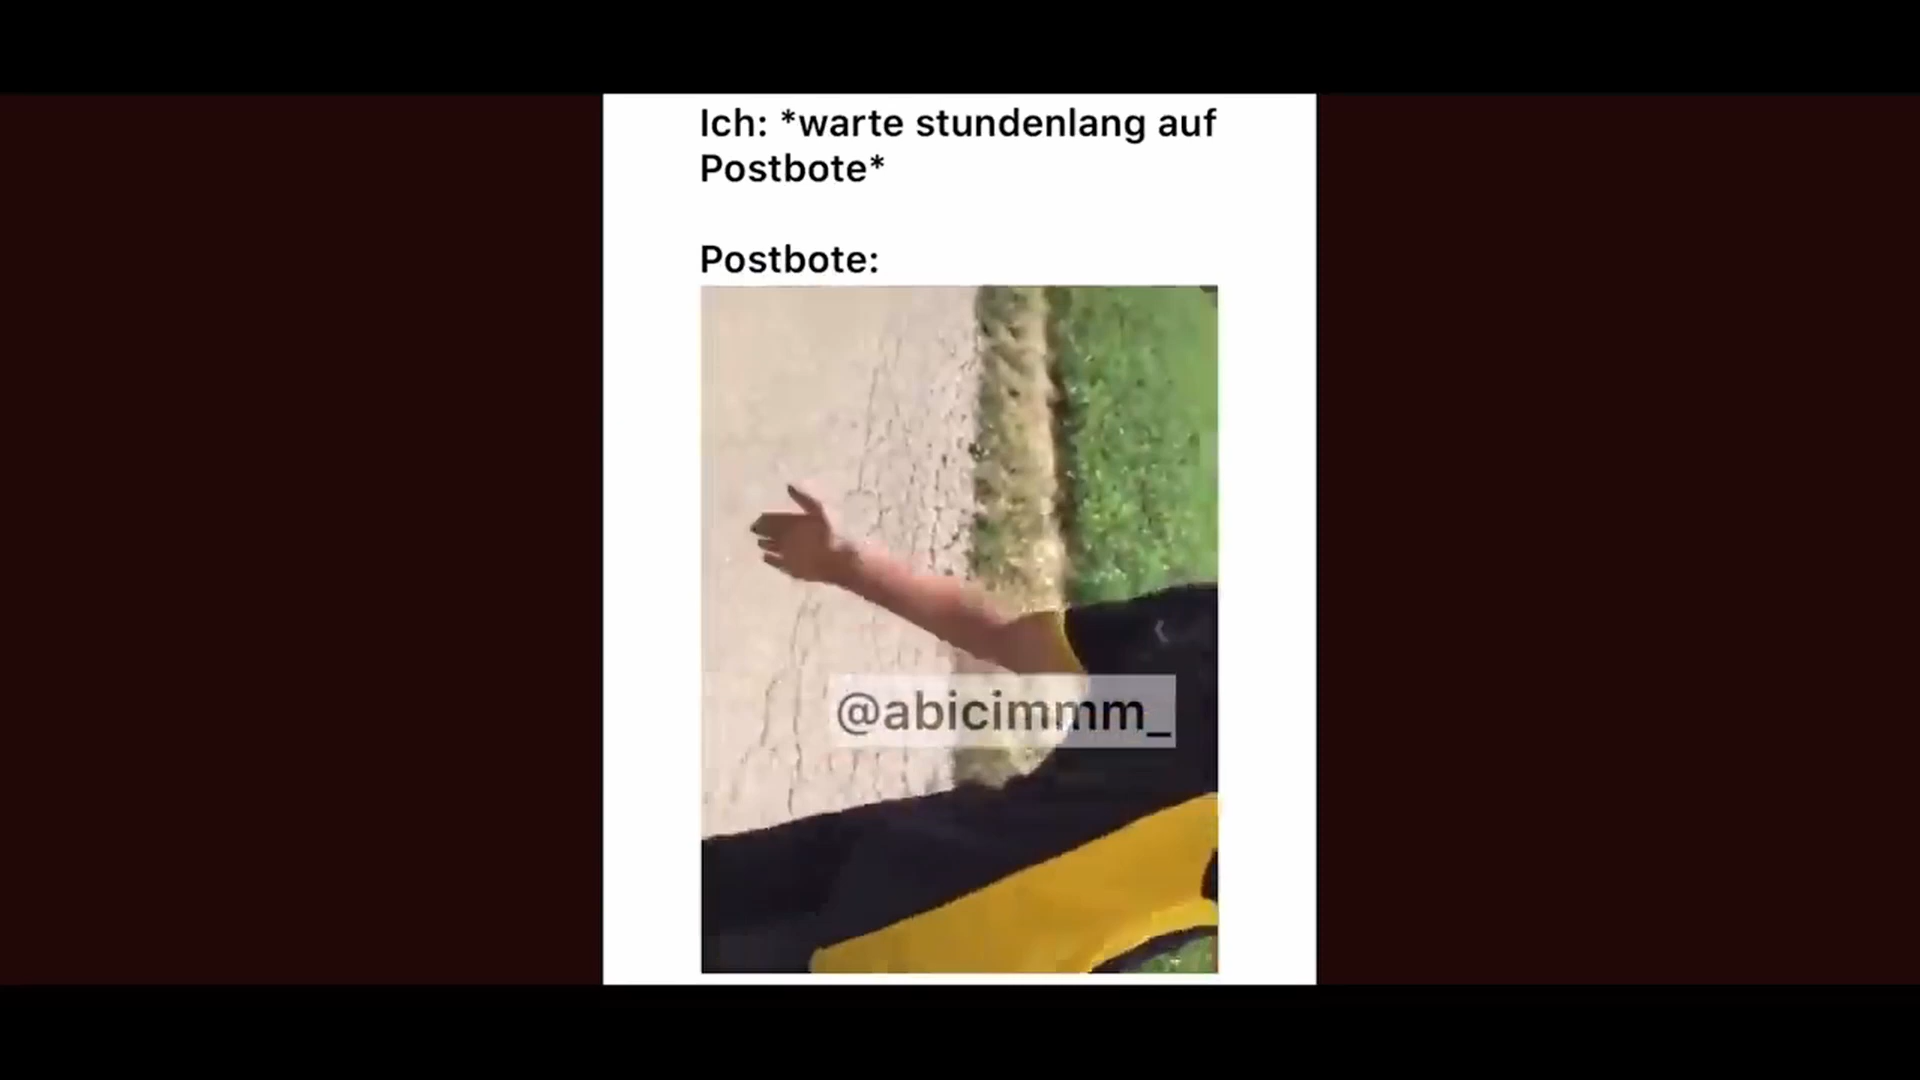 Ich: *warte stundenlang auf
Postbote*
Postbote:
@abicimmm_